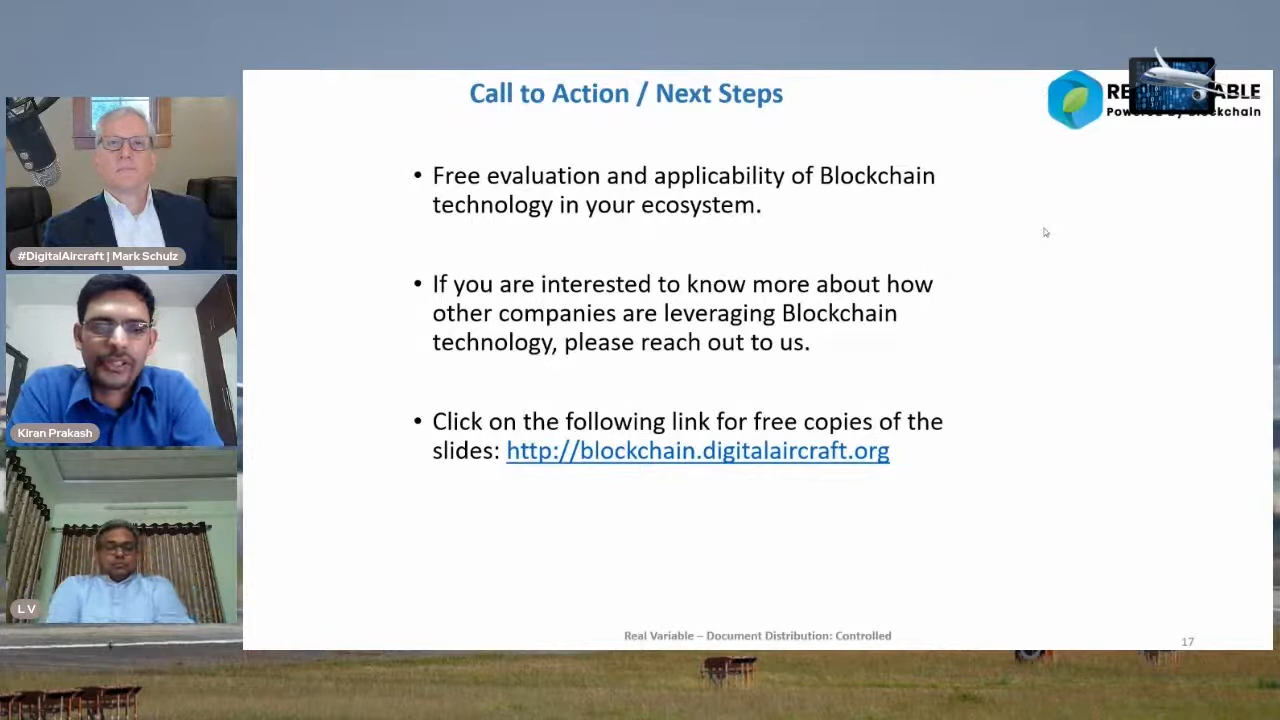 Call to Action / Next Steps
• Free evaluation and applicability of Blockchain
technology in your ecosystem.
• If you are interested to know more about how
other companies are leveraging Blockchain
technology, please reach out to us.
• Click on the following link for free copies of the
slides: http://blockchain.digitalaircraft.org
Real Variable – Document Distribution: Controlled
17
#DigitalAircraft | Mark Schulz
Kiran Prakash
L V